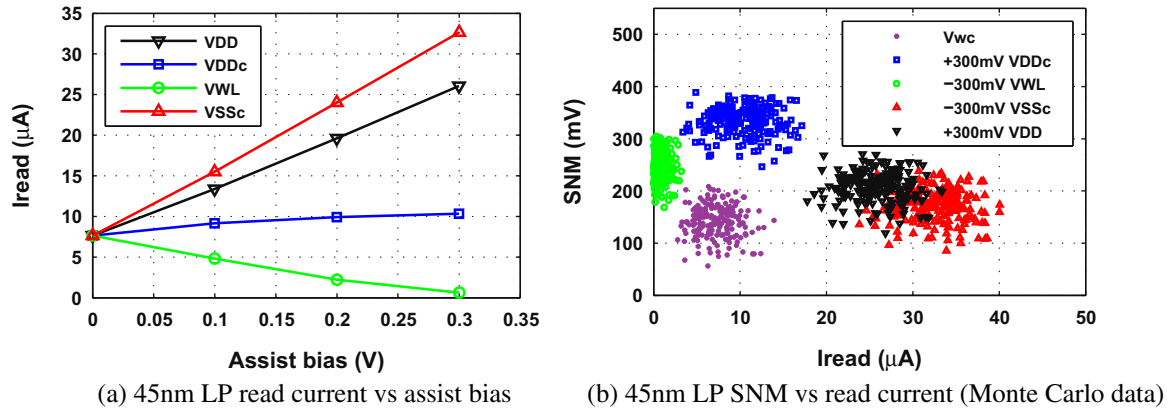 35
30
25
20
15
10
5
0
0
0.05
0.1
0.15
0.2
0.25
0.3
0.35
Iread (μA)
Assist bias (V)
VDD
VDDc
VWL
VSSc
(a) 45nm LP read current vs assist bias
500
400
300
200
100
0
0
10
20
30
40
50
SNM (mV)
Iread (μA)
Vwc
+300mV VDDc
−300mV VWL
−300mV VSSc
+300mV VDD
(b) 45nm LP SNM vs read current (Monte Carlo data)